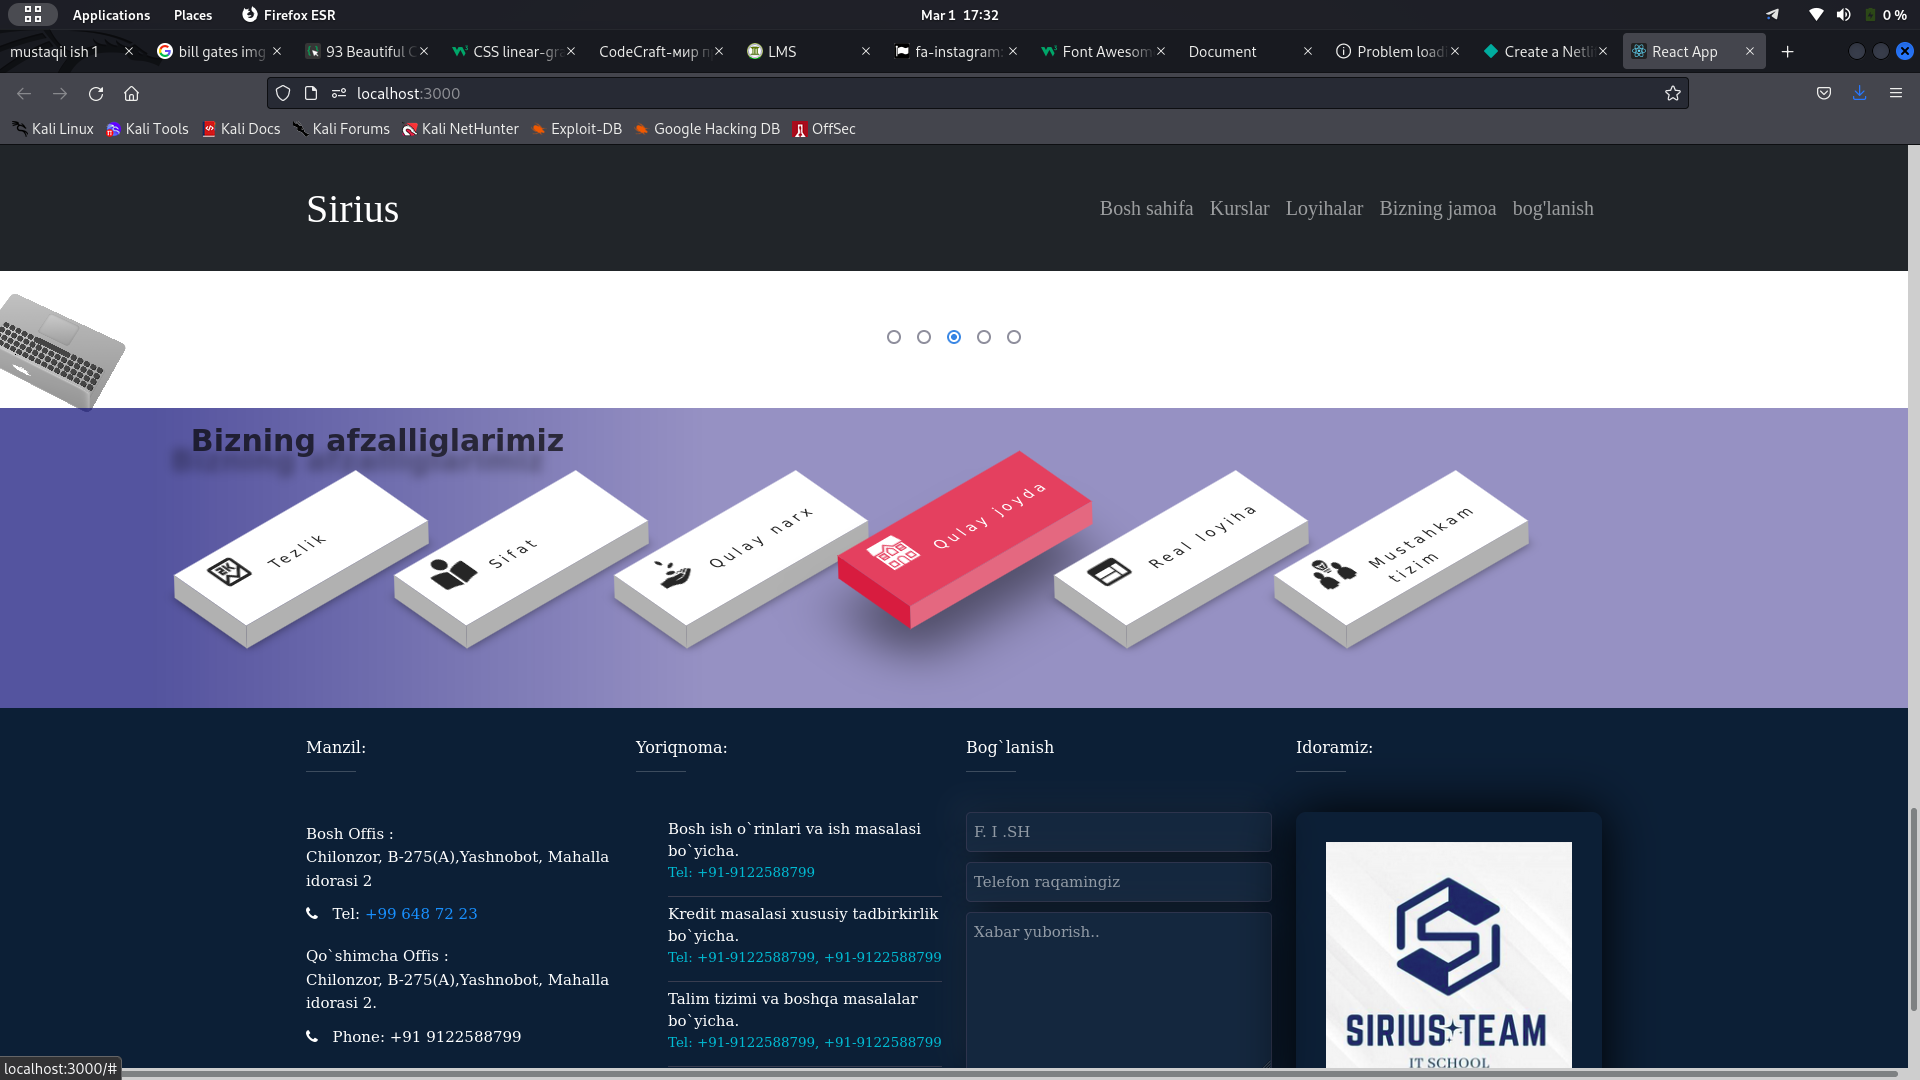 Applications Places Firefox ESR Mar 1 17:32 0 %
mustaqil ish 1 bill gates img 93 Beautiful C CSS linear-gra CodeCraft-мир п LMS fa-instagram: Font Awesom Document Problem loadi Create a Netli React App
localhost:3000
Kali Linux Kali Tools Kali Docs Kali Forums Kali NetHunter Exploit-DB Google Hacking DB OffSec
Sirius Bosh sahifa Kurslar Loyihalar Bizning jamoa bog'lanish
Bizning afzalliglarimiz
Tezlik
Sifat
Qulay narx
Qulay joyda
Real loyiha
Mustahkam
tizim
Manzil:
Bosh Offis :
Chilonzor, B-275(A),Yashnobot, Mahalla
idorasi 2
Tel: +99 648 72 23
Qo`shimcha Offis :
Chilonzor, B-275(A),Yashnobot, Mahalla
idorasi 2.
Phone: +91 9122588799
Yoriqnoma:
Bosh ish o`rinlari va ish masalasi
bo`yicha.
Tel: +91-9122588799
Kredit masalasi xususiy tadbirkirlik
bo`yicha.
Tel: +91-9122588799, +91-9122588799
Talim tizimi va boshqa masalalar
bo`yicha.
Tel: +91-9122588799, +91-9122588799
Bog`lanish
F. I .SH
Telefon raqamingiz
Xabar yuborish..
Idoramiz:
SIRIUS TEAM
IT SCHOOL
localhost:3000/#